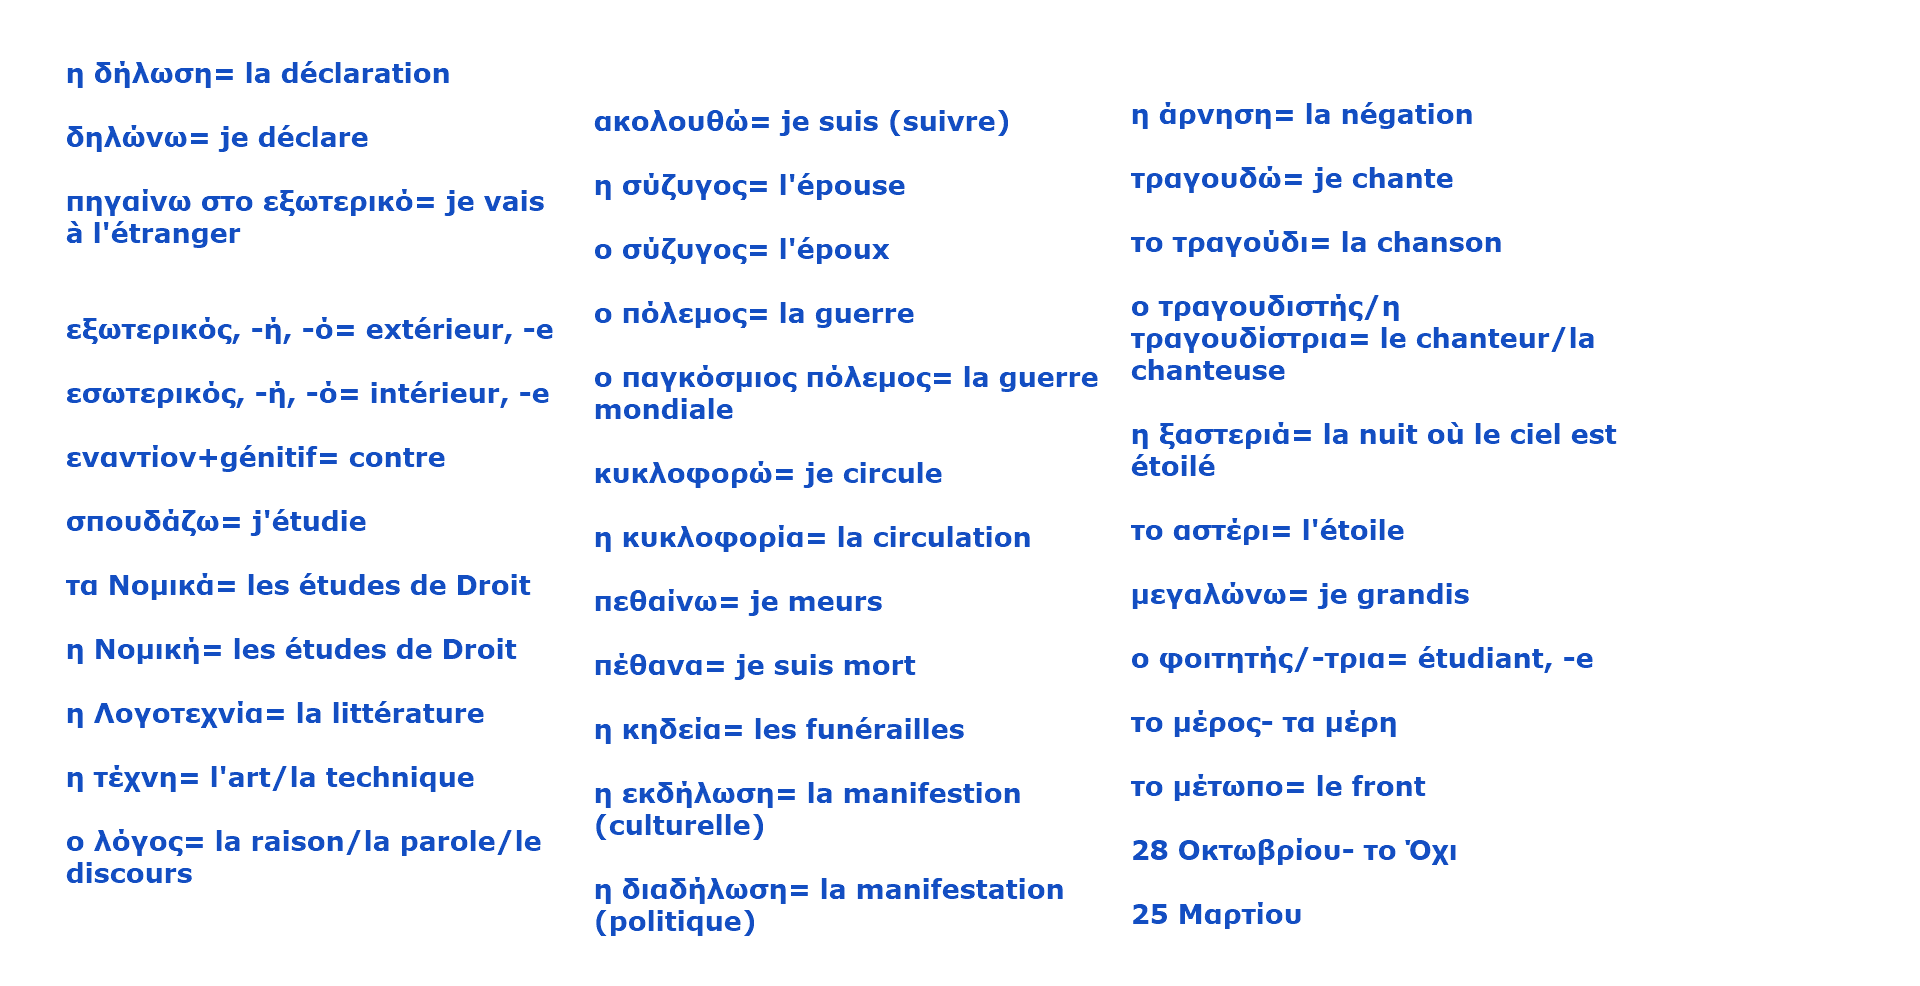 η δήλωση= la déclaration
δηλώνω= je déclare
πηγαίνω στο εξωτερικό= je vais
à l'étranger
εξωτερικός, -ή, -ό= extérieur, -e
εσωτερικός, -ή, -ό= intérieur, -e
εναντίον+génitif= contre
σπουδάζω= j'étudie
τα Νομικά= les études de Droit
η Νομική= les études de Droit
η Λογοτεχνία= la littérature
η τέχνη= l'art/la technique
ο λόγος= la raison/la parole/le
discours
ακολουθώ= je suis (suivre)
η σύζυγος= l'épouse
ο σύζυγος= l'époux
ο πόλεμος= la guerre
ο παγκόσμιος πόλεμος= la guerre
mondiale
κυκλοφορώ= je circule
η κυκλοφορία= la circulation
πεθαίνω= je meurs
πέθανα= je suis mort
η κηδεία= les funérailles
η εκδήλωση= la manifestion
(culturelle)
η διαδήλωση= la manifestation
(politique)
η άρνηση= la négation
τραγουδώ= je chante
το τραγούδι= la chanson
ο τραγουδιστής/η
τραγουδίστρια= le chanteur/la
chanteuse
η ξαστεριά= la nuit où le ciel est
étoilé
το αστέρι= l'étoile
μεγαλώνω= je grandis
ο φοιτητής/-τρια= étudiant, -e
το μέρος- τα μέρη
το μέτωπο= le front
28 Οκτωβρίου- το Όχι
25 Μαρτίου